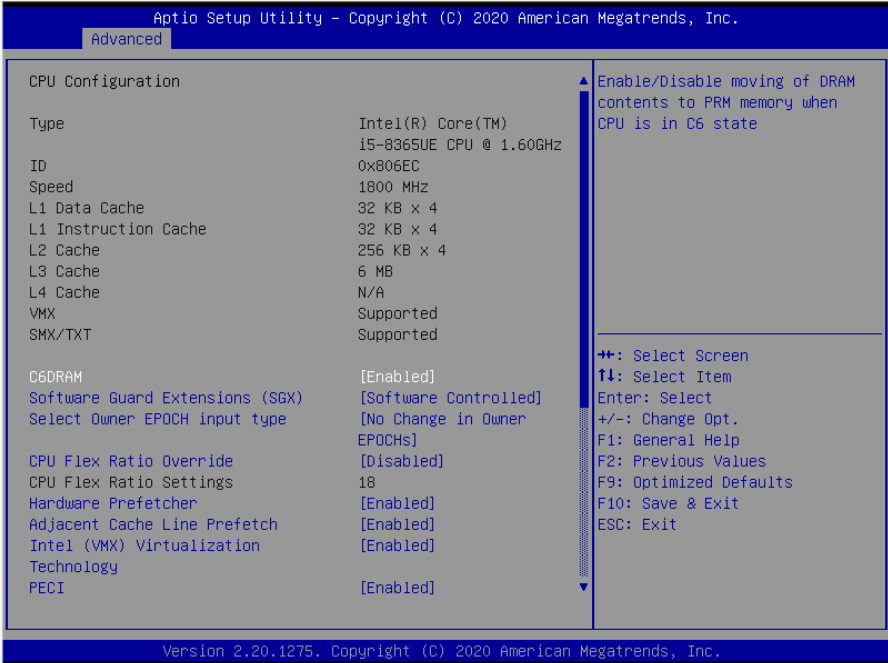 Aptio Setup Utility – Copyright (C) 2020 American Megatrends, Inc.
Advanced
CPU Configuration
Type Intel(R) Core(TM)
i5-8365UE CPU @ 1.60GHz
ID 0x806EC
Speed 1800 MHz
L1 Data Cache 32 KB x 4
L1 Instruction Cache 32 KB x 4
L2 Cache 256 KB x 4
L3 Cache 6 MB
L4 Cache N/A
VMX Supported
SMX/TXT Supported
C6DRAM [Enabled]
Software Guard Extensions (SGX) [Software Controlled]
Select Owner EPOCH input type [No Change in Owner
EPOCHs]
CPU Flex Ratio Override [Disabled]
CPU Flex Ratio Settings 18
Hardware Prefetcher [Enabled]
Adjacent Cache Line Prefetch [Enabled]
Intel (VMX) Virtualization [Enabled]
Technology
PECI [Enabled]
Enable/Disable moving of DRAM
contents to PRM memory when
CPU is in C6 state
→←: Select Screen
↑↓: Select Item
Enter: Select
+/-: Change Opt.
F1: General Help
F2: Previous Values
F9: Optimized Defaults
F10: Save & Exit
ESC: Exit
Version 2.20.1275. Copyright (C) 2020 American Megatrends, Inc.